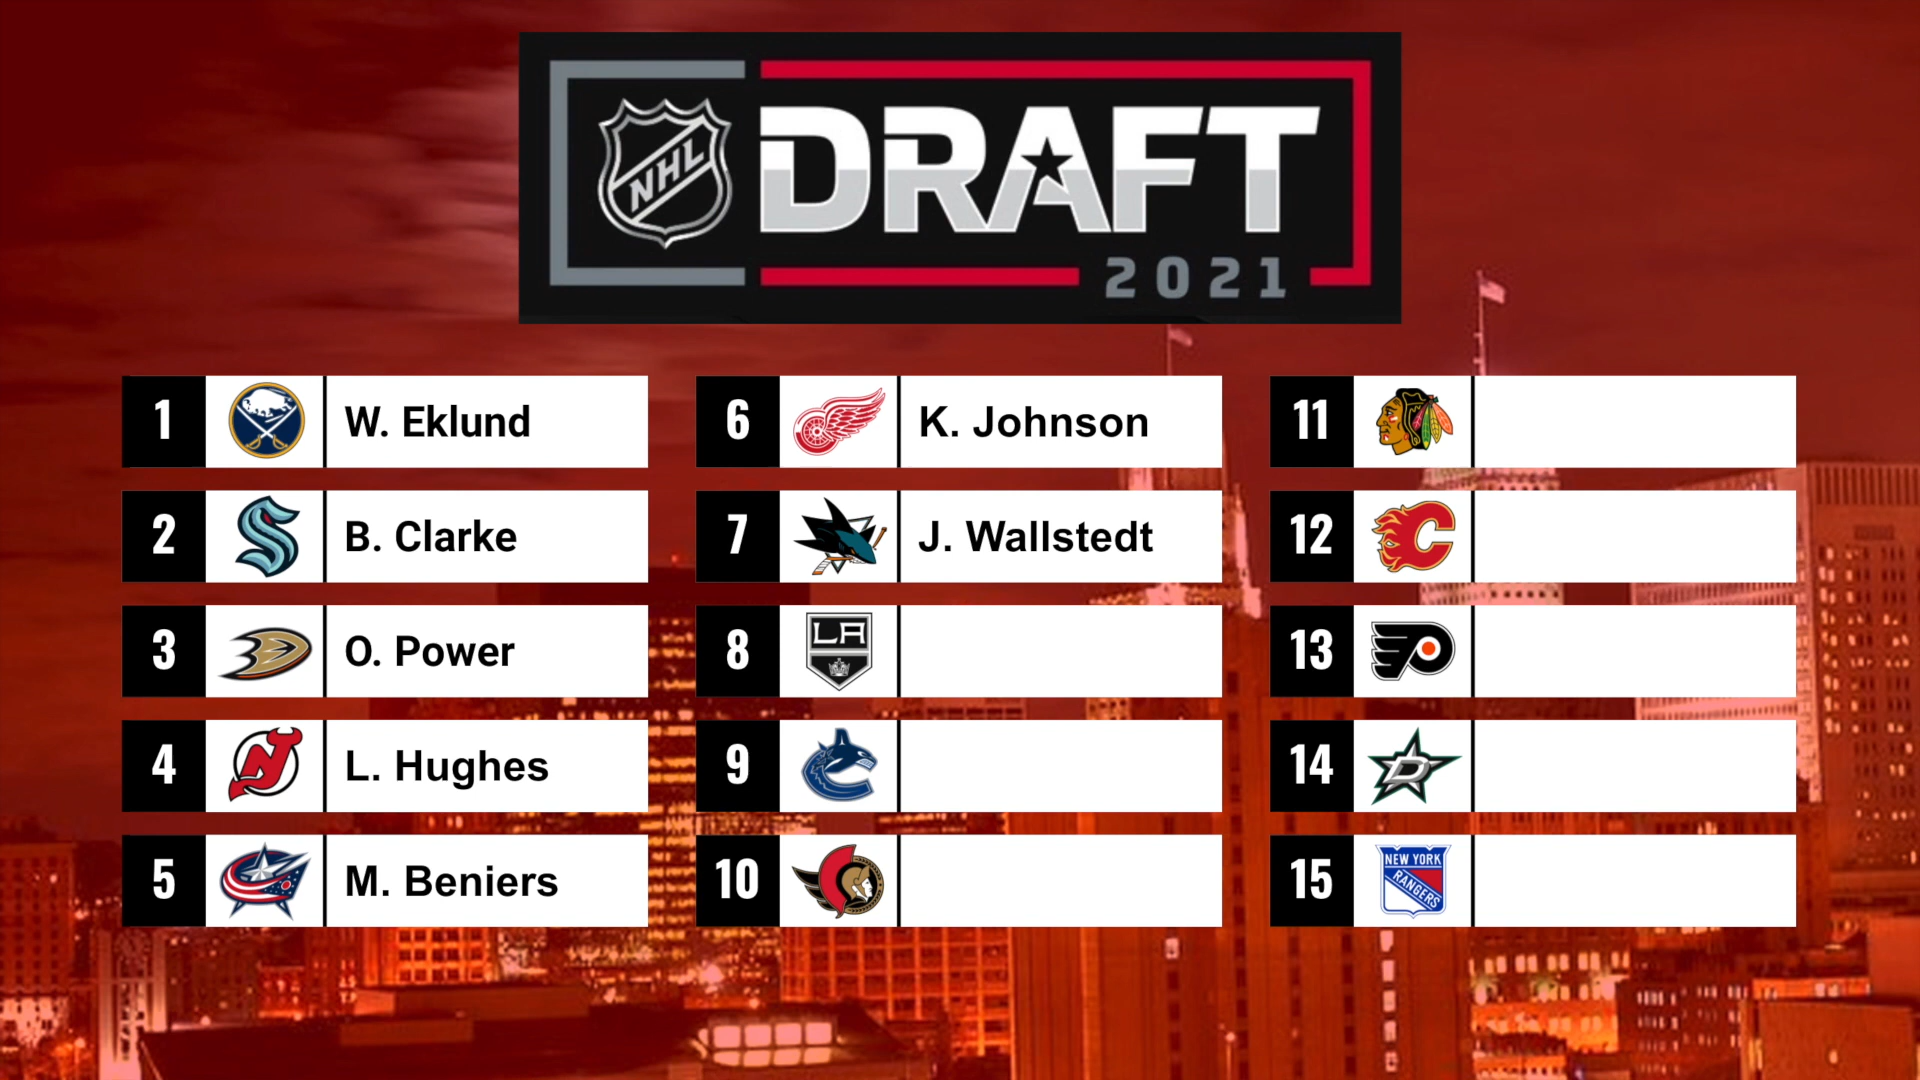 NHL DRAFT
2021
1 W. Eklund
2 B. Clarke
3 O. Power
4 L. Hughes
5 M. Beniers
6 K. Johnson
7 J. Wallstedt
8 LA
9
10
11
12 C
13
14 D
15 NEW YORK RANGERS